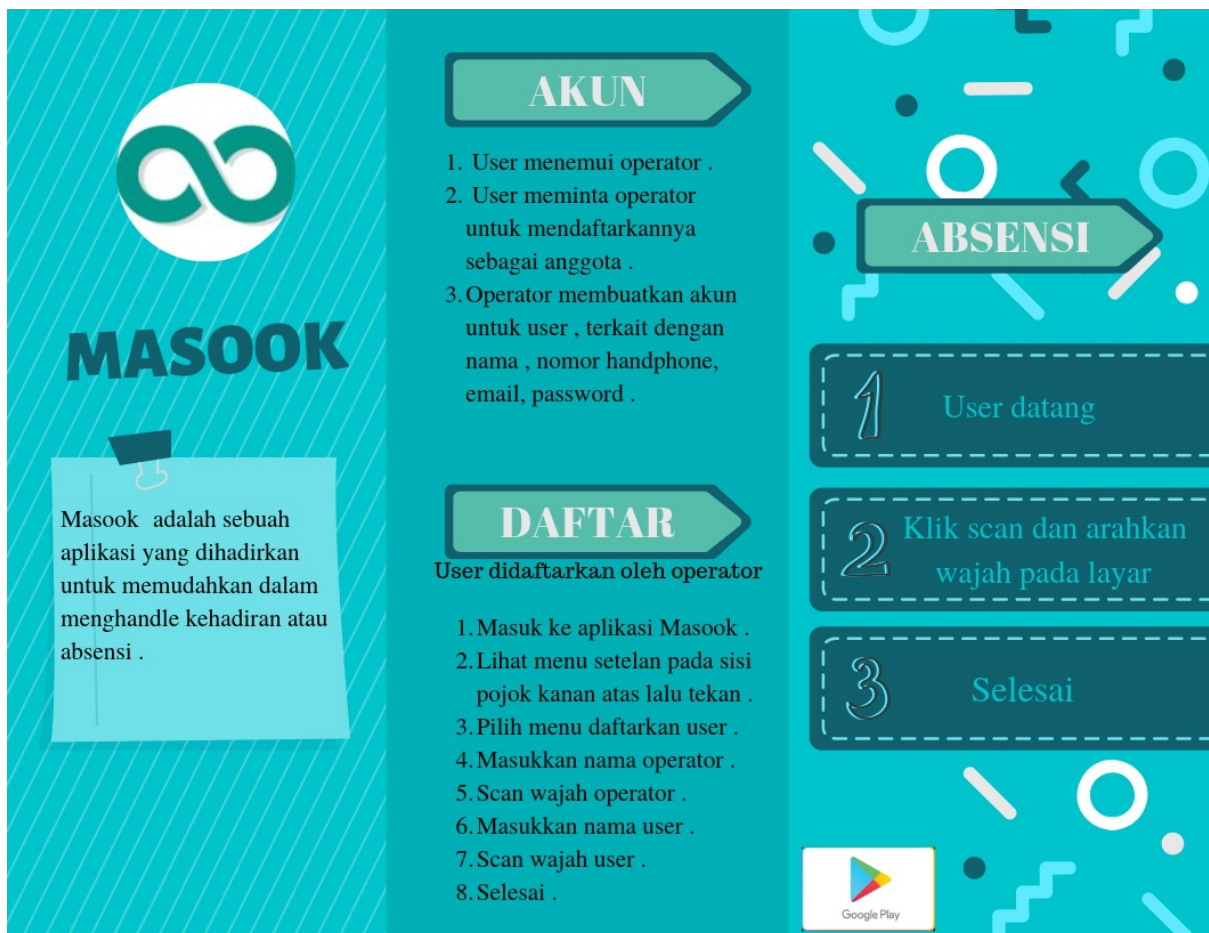 MASOOK
Masook adalah sebuah
aplikasi yang dihadirkan
untuk memudahkan dalam
menghandle kehadiran atau
absensi .
AKUN
1. User menemui operator .
2. User meminta operator
untuk mendaftarkannya
sebagai anggota .
3. Operator membuatkan akun
untuk user , terkait dengan
nama , nomor handphone,
email, password .
DAFTAR
User didaftarkan oleh operator
1. Masuk ke aplikasi Masook .
2. Lihat menu setelan pada sisi
pojok kanan atas lalu tekan .
3. Pilih menu daftarkan user .
4. Masukkan nama operator .
5. Scan wajah operator .
6. Masukkan nama user .
7. Scan wajah user .
8. Selesai .
ABSENSI
1 User datang
2 Klik scan dan arahkan
wajah pada layar
3 Selesai
Google Play